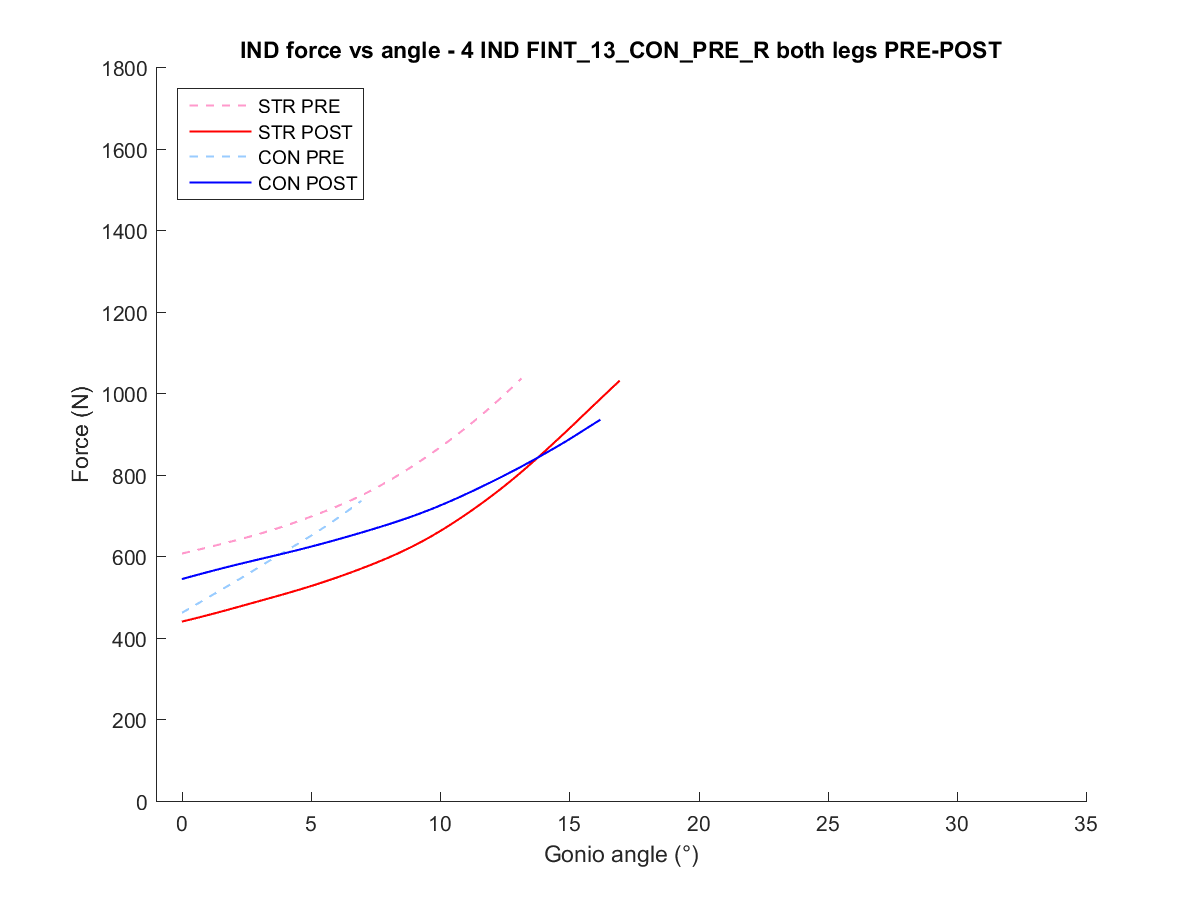 IND force vs angle - 4 IND FINT_13_CON_PRE_R both legs PRE-POST
1800
1600
1400
1200
1000
800
600
400
200
0
Force (N)
STR PRE
STR POST
CON PRE
CON POST
0 5 10 15 20 25 30 35
Gonio angle (°)